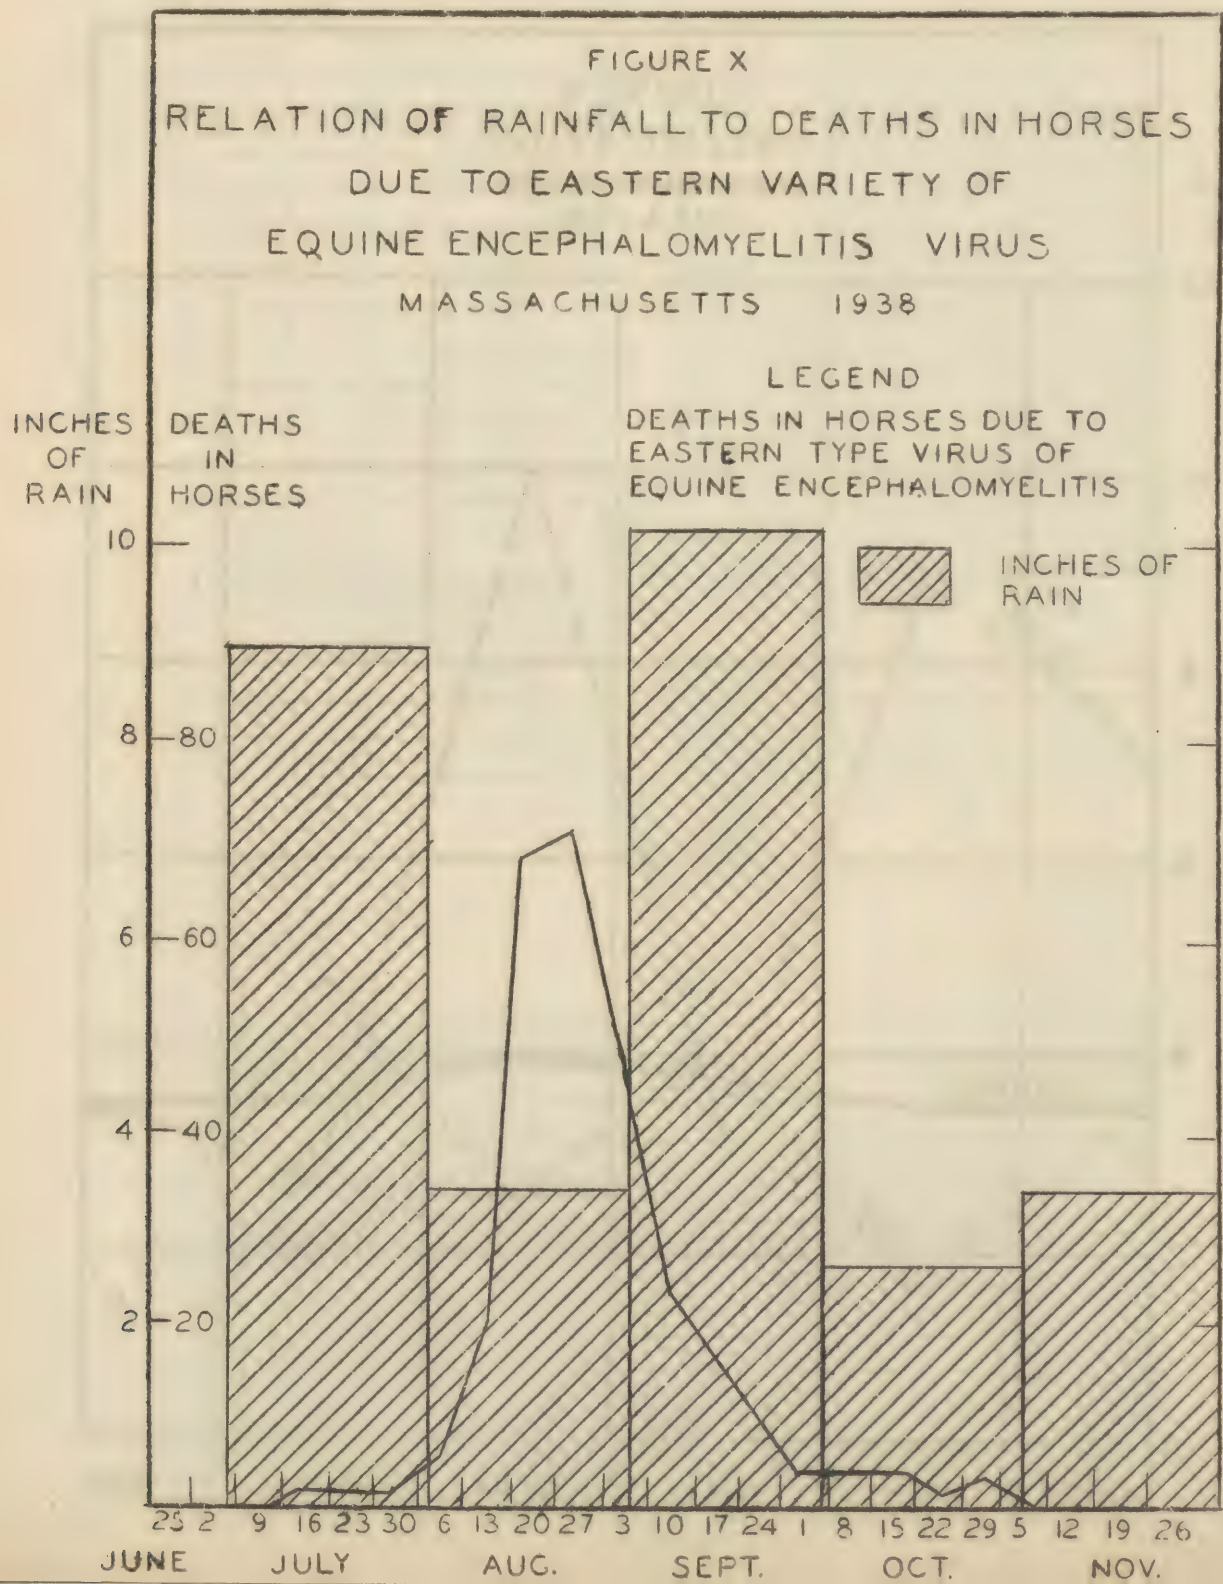 FIGURE X
RELATION OF RAINFALL TO DEATHS IN HORSES
DUE TO EASTERN VARIETY OF
EQUINE ENCEPHALOMYELITIS VIRUS
MASSACHUSETTS 1938
LEGEND
DEATHS IN HORSES DUE TO
EASTERN TYPE VIRUS OF
EQUINE ENCEPHALOMYELITIS
INCHES OF
RAIN
INCHES
OF
RAIN
DEATHS
IN
HORSES
10
8 80
6 60
4 40
2 20
25 2 9 16 23 30 6 13 20 27 3 10 17 24 1 8 15 22 29 5 12 19 26
JUNE JULY AUG. SEPT. OCT. NOV.